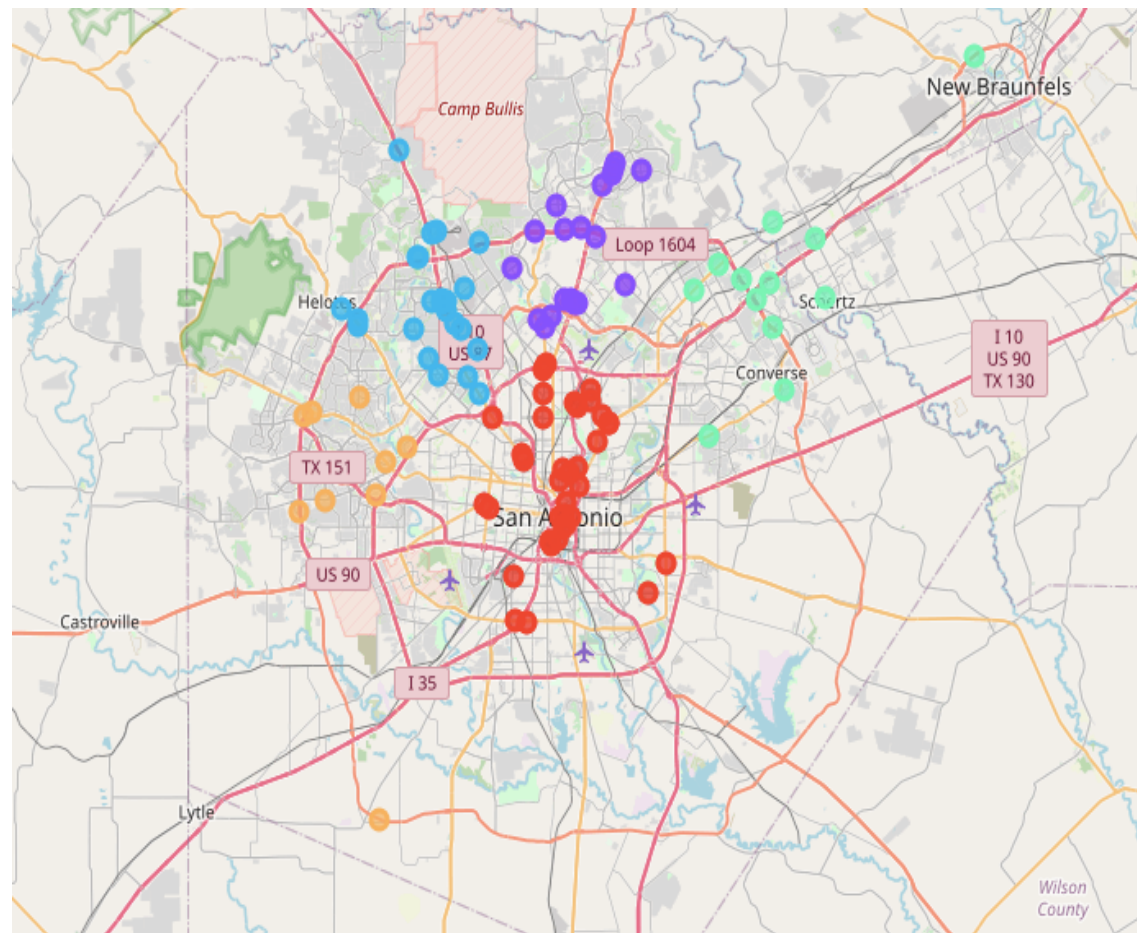 New Braunfels
Camp Bullis
Loop 1604
Helotes
Schertz
10
US 87
I 10
US 90
TX 130
Converse
TX 151
San Antonio
US 90
Castroville
I 35
Lytle
Wilson
County